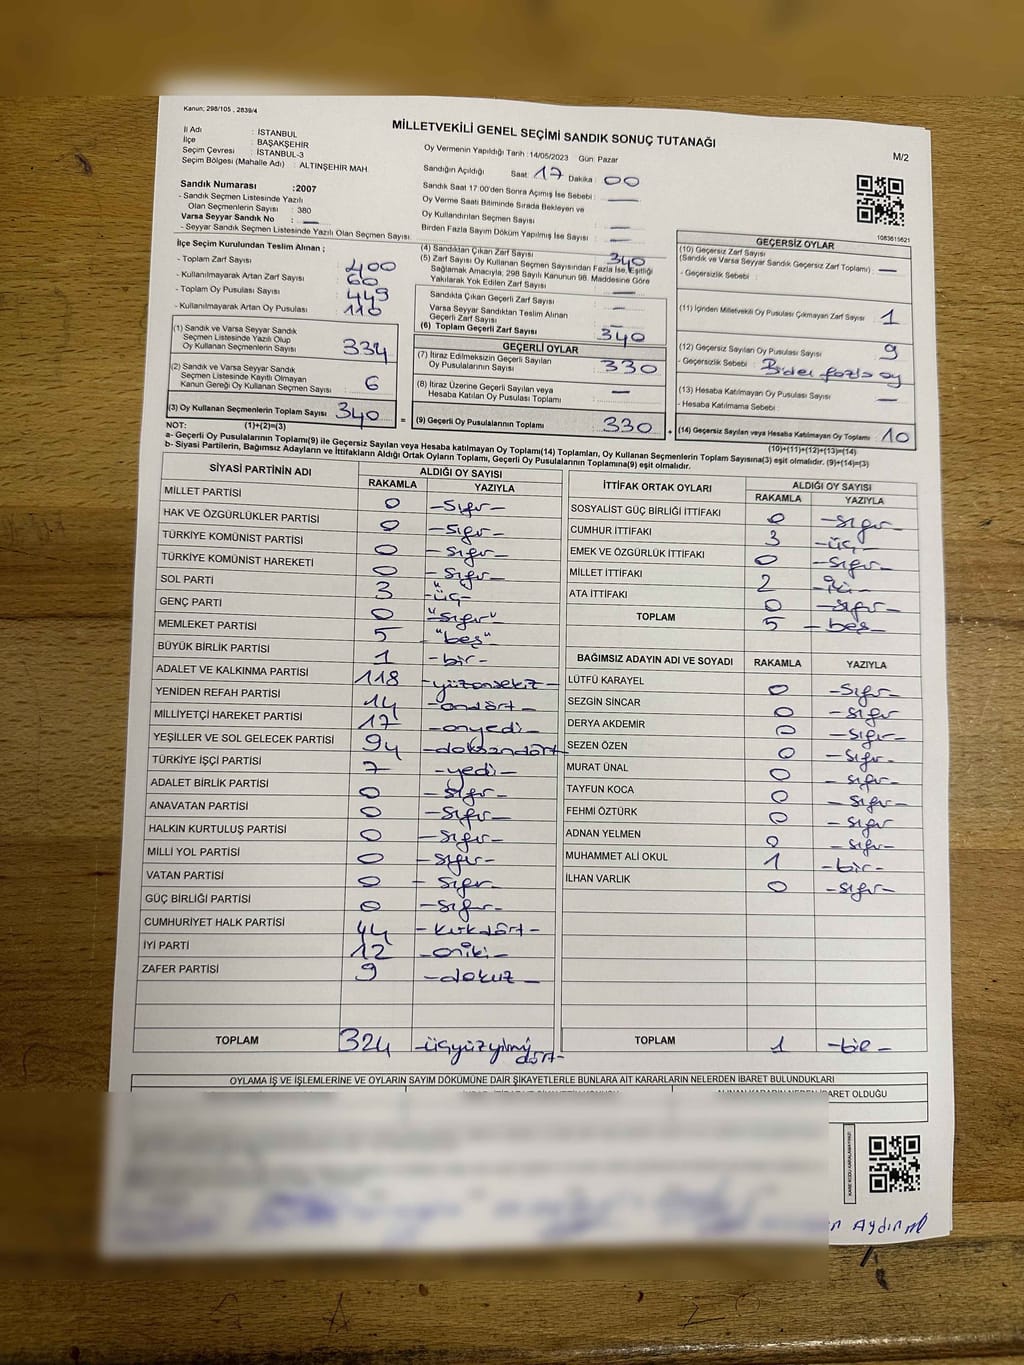 Kanun; 298/105 , 2839/4
MİLLETVEKİLİ GENEL SEÇİMİ SANDIK SONUÇ TUTANAĞI
M/2
İl Adı : İSTANBUL
İlçe : BAŞAKŞEHİR
Seçim Çevresi : İSTANBUL-3
Seçim Bölgesi (Mahalle Adı) : ALTINŞEHİR MAH
Sandık Numarası :2007
- Sandık Seçmen Listesinde Yazılı
Olan Seçmenlerin Sayısı : 380
Varsa Seyyar Sandık No : —
- Seyyar Sandık Seçmen Listesinde Yazılı Olan Seçmen Sayısı:
Oy Vermenin Yapıldığı Tarih : 14/05/2023 Gün: Pazar
Sandığın Açıldığı Saat: 17 Dakika : 00
Sandık Saat 17:00'den Sonra Açılmış İse Sebebi : —
Oy Verme Saati Bitiminde Sırada Bekleyen ve
Oy Kullandırılan Seçmen Sayısı —
Birden Fazla Sayım Döküm Yapılmış İse Sayısı : —
1083615621
İlçe Seçim Kurulundan Teslim Alınan ;
- Toplam Zarf Sayısı : 400
- Kullanılmayarak Artan Zarf Sayısı : 60
- Toplam Oy Pusulası Sayısı : 449
- Kullanılmayarak Artan Oy Pusulası : 110
(1) Sandık ve Varsa Seyyar Sandık
Seçmen Listesinde Yazılı Olup
Oy Kullanan Seçmenlerin Sayısı 334
(2) Sandık ve Varsa Seyyar Sandık
Seçmen Listesinde Kayıtlı Olmayan
Kanun Gereği Oy Kullanan Seçmen Sayısı : 6
(3) Oy Kullanan Seçmenlerin Toplam Sayısı 340 =
(4) Sandıktan Çıkan Zarf Sayısı : 340
(5) Zarf Sayısı Oy Kullanan Seçmen Sayısından Fazla İse, Eşitliği
Sağlamak Amacıyla, 298 Sayılı Kanunun 98. Maddesine Göre
Yakılarak Yok Edilen Zarf Sayısı : —
Sandıkta Çıkan Geçerli Zarf Sayısı : —
Varsa Seyyar Sandıktan Teslim Alınan
Geçerli Zarf Sayısı : —
(6) Toplam Geçerli Zarf Sayısı 340
GEÇERLİ OYLAR
(7) İtiraz Edilmeksizin Geçerli Sayılan
Oy Pusulalarının Sayısı: 330
(8) İtiraz Üzerine Geçerli Sayılan veya
Hesaba Katılan Oy Pusulası Toplamı —
(9) Geçerli Oy Pusulalarının Toplamı 330 +
GEÇERSİZ OYLAR
(10) Geçersiz Zarf Sayısı
(Sandık ve Varsa Seyyar Sandık Geçersiz Zarf Toplamı) : —
- Geçersizlik Sebebi :
(11) İçinden Milletvekili Oy Pusulası Çıkmayan Zarf Sayısı : 1
(12) Geçersiz Sayılan Oy Pusulası Sayısı 9
- Geçersizlik Sebebi : Birden fazla oy
(13) Hesaba Katılmayan Oy Pusulası Sayısı —
- Hesaba Katılmama Sebebi :
(14) Geçersiz Sayılan veya Hesaba Katılmayan Oy Toplamı : 10
NOT: (1)+(2)=(3)
(10)+(11)+(12)+(13)=(14)
a- Geçerli Oy Pusulalarının Toplamı(9) ile Geçersiz Sayılan veya Hesaba katılmayan Oy Toplamı(14) Toplamları, Oy Kullanan Seçmenlerin Toplam Sayısına(3) eşit olmalıdır. (9)+(14)=(3)
b- Siyasi Partilerin, Bağımsız Adayların ve İttifakların Aldığı Ortak Oyların Toplamı, Geçerli Oy Pusulalarının Toplamına(9) eşit olmalıdır.
SİYASİ PARTİNİN ADI ALDIĞI OY SAYISI
RAKAMLA YAZIYLA
MİLLET PARTİSİ 0 -sıfır-
HAK VE ÖZGÜRLÜKLER PARTİSİ 0 -sıfır-
TÜRKİYE KOMÜNİST PARTİSİ 0 -sıfır-
TÜRKİYE KOMÜNİST HAREKETİ 0 -sıfır-
SOL PARTİ 3 -üç-
GENÇ PARTİ 0 "sıfır"
MEMLEKET PARTİSİ 5 "beş"
BÜYÜK BİRLİK PARTİSİ 1 -bir-
ADALET VE KALKINMA PARTİSİ 118 -yüzonsekiz-
YENİDEN REFAH PARTİSİ 14 -ondört-
MİLLİYETÇİ HAREKET PARTİSİ 17 -onyedi-
YEŞİLLER VE SOL GELECEK PARTİSİ 94 -doksandört-
TÜRKİYE İŞÇİ PARTİSİ 7 -yedi-
ADALET BİRLİK PARTİSİ 0 -sıfır-
ANAVATAN PARTİSİ 0 -sıfır-
HALKIN KURTULUŞ PARTİSİ 0 -sıfır-
MİLLİ YOL PARTİSİ 0 -sıfır-
VATAN PARTİSİ 0 -sıfır-
GÜÇ BİRLİĞİ PARTİSİ 0 -sıfır-
CUMHURİYET HALK PARTİSİ 44 -kırkdört-
İYİ PARTİ 12 -oniki-
ZAFER PARTİSİ 9 -dokuz-
TOPLAM 324 -üçyüzyirmidört-
İTTİFAK ORTAK OYLARI ALDIĞI OY SAYISI
RAKAMLA YAZIYLA
SOSYALİST GÜÇ BİRLİĞİ İTTİFAKI 0 -sıfır-
CUMHUR İTTİFAKI 3 -üç-
EMEK VE ÖZGÜRLÜK İTTİFAKI 0 -sıfır-
MİLLET İTTİFAKI 2 -iki-
ATA İTTİFAKI 0 -sıfır-
TOPLAM 5 -beş-
BAĞIMSIZ ADAYIN ADI VE SOYADI RAKAMLA YAZIYLA
LÜTFÜ KARAYEL 0 -sıfır-
SEZGİN SİNCAR 0 -sıfır-
DERYA AKDEMİR 0 -sıfır-
SEZEN ÖZEN 0 -sıfır-
MURAT ÜNAL 0 -sıfır-
TAYFUN KOCA 0 -sıfır-
FEHMİ ÖZTÜRK 0 -sıfır
ADNAN YELMEN 0 -sıfır-
MUHAMMET ALİ OKUL 1 -bir-
İLHAN VARLIK 0 -sıfır-
TOPLAM 1 -bir-
OYLAMA İŞ VE İŞLEMLERİNE VE OYLARIN SAYIM DÖKÜMÜNE DAİR ŞİKAYETLERLE BUNLARA AİT KARARLARIN NELERDEN İBARET BULUNDUKLARI
ALINAN KARARIN NEDEN İBARET OLDUĞU
Aydın